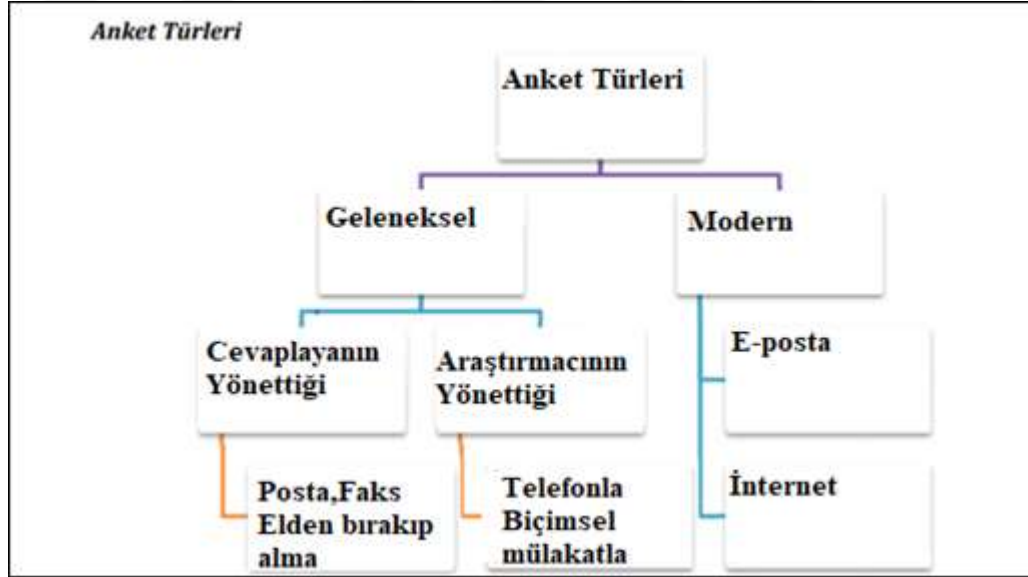 Anket Türleri
Anket Türleri
Geleneksel
Modern
Cevaplayanın
Yönettiği
Araştırmacının
Yönettiği
E-posta
Posta,Faks
Elden bırakıp
alma
Telefonla
Biçimsel
mülakatla
İnternet